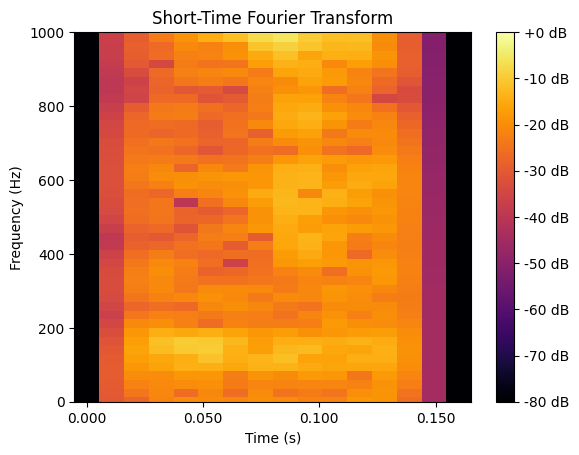 Short-Time Fourier Transform
1000
800
600
400
200
0
Frequency (Hz)
0.000
0.050
0.100
0.150
Time (s)
+0 dB
-10 dB
-20 dB
-30 dB
-40 dB
-50 dB
-60 dB
-70 dB
-80 dB